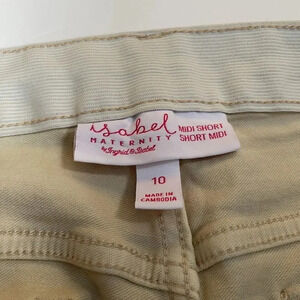 isabel
MATERNITY
by Ingrid & Isabel
MIDI SHORT
SHORT MIDI
10
MADE IN
CAMBODIA